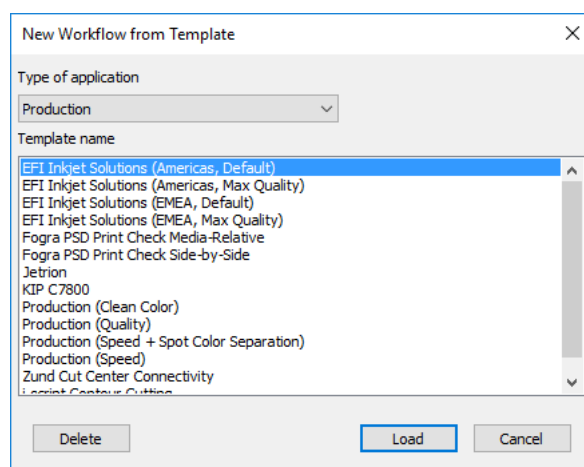 New Workflow from Template
Type of application
Production
Template name
EFI Inkjet Solutions (Americas, Default)
EFI Inkjet Solutions (Americas, Max Quality)
EFI Inkjet Solutions (EMEA, Default)
EFI Inkjet Solutions (EMEA, Max Quality)
Fogra PSD Print Check Media-Relative
Fogra PSD Print Check Side-by-Side
Jetrion
KIP C7800
Production (Clean Color)
Production (Quality)
Production (Speed + Spot Color Separation)
Production (Speed)
Zund Cut Center Connectivity
i-script Contour Cutting
Delete Load Cancel